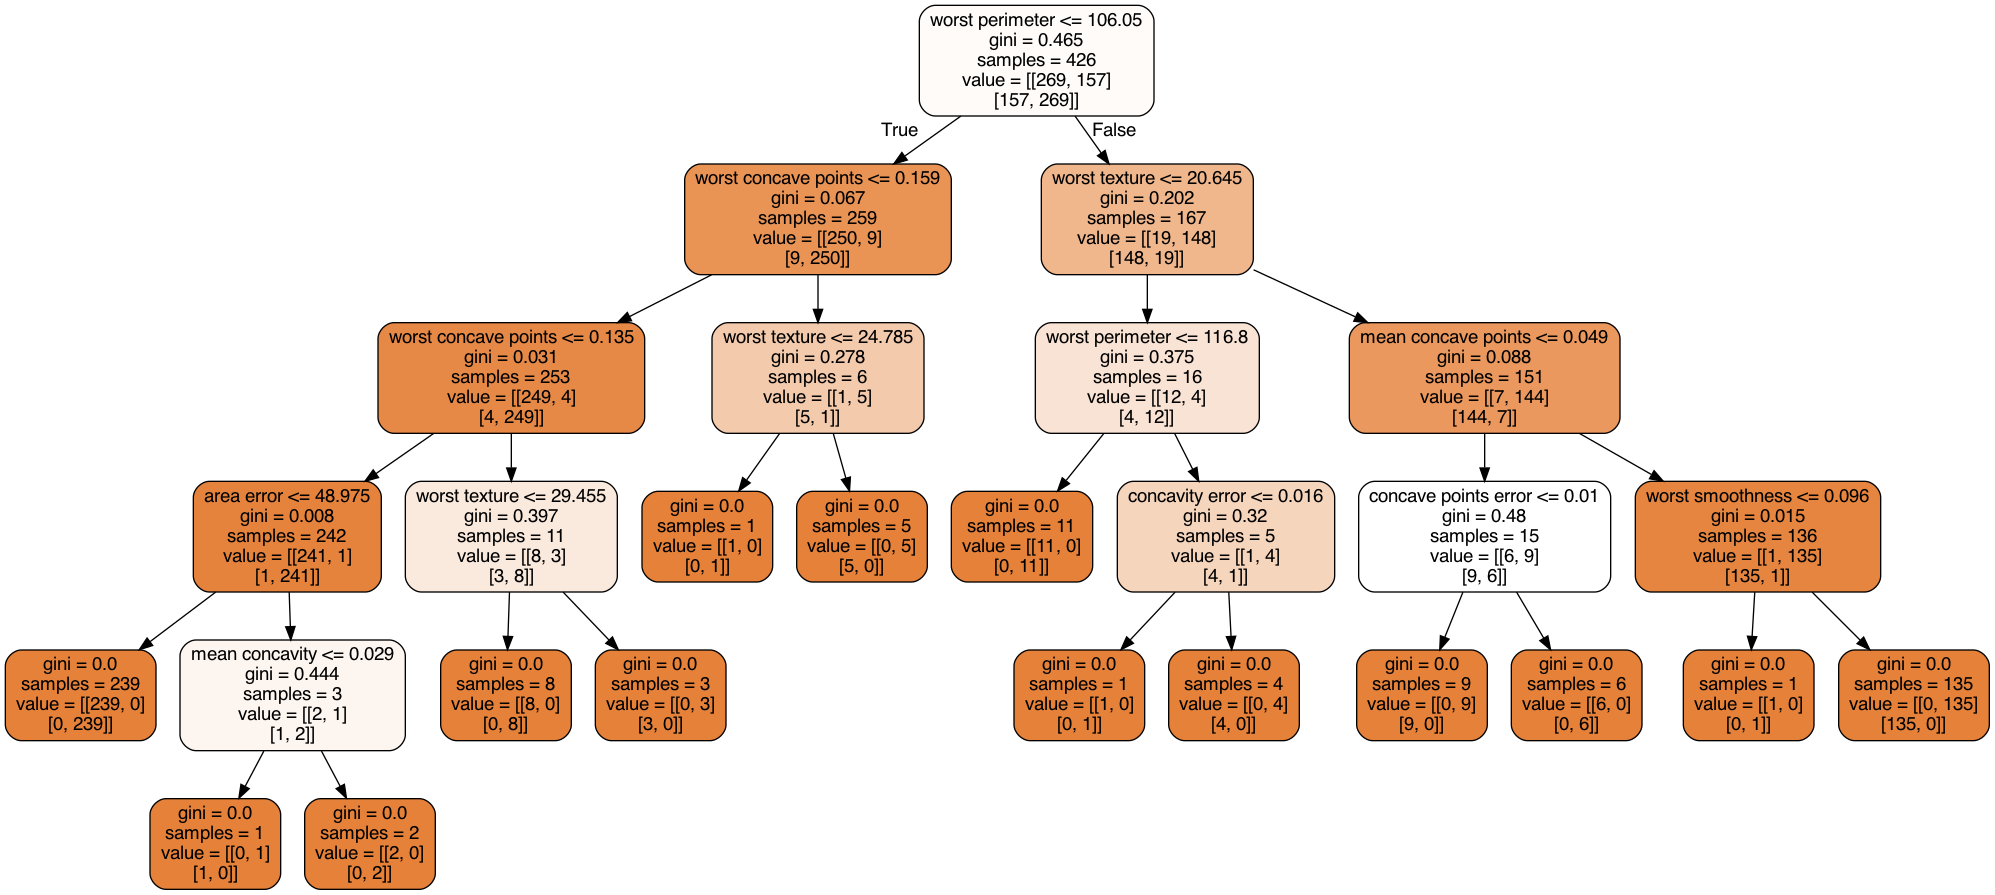 worst perimeter <= 106.05
gini = 0.465
samples = 426
value = [[269, 157]
[157, 269]]
True
False
worst concave points <= 0.159
gini = 0.067
samples = 259
value = [[250, 9]
[9, 250]]
worst texture <= 20.645
gini = 0.202
samples = 167
value = [[19, 148]
[148, 19]]
worst concave points <= 0.135
gini = 0.031
samples = 253
value = [[249, 4]
[4, 249]]
worst texture <= 24.785
gini = 0.278
samples = 6
value = [[1, 5]
[5, 1]]
worst perimeter <= 116.8
gini = 0.375
samples = 16
value = [[12, 4]
[4, 12]]
mean concave points <= 0.049
gini = 0.088
samples = 151
value = [[7, 144]
[144, 7]]
area error <= 48.975
gini = 0.008
samples = 242
value = [[241, 1]
[1, 241]]
worst texture <= 29.455
gini = 0.397
samples = 11
value = [[8, 3]
[3, 8]]
gini = 0.0
samples = 1
value = [[1, 0]
[0, 1]]
gini = 0.0
samples = 5
value = [[0, 5]
[5, 0]]
gini = 0.0
samples = 11
value = [[11, 0]
[0, 11]]
concavity error <= 0.016
gini = 0.32
samples = 5
value = [[1, 4]
[4, 1]]
concave points error <= 0.01
gini = 0.48
samples = 15
value = [[6, 9]
[9, 6]]
worst smoothness <= 0.096
gini = 0.015
samples = 136
value = [[1, 135]
[135, 1]]
gini = 0.0
samples = 239
value = [[239, 0]
[0, 239]]
mean concavity <= 0.029
gini = 0.444
samples = 3
value = [[2, 1]
[1, 2]]
gini = 0.0
samples = 8
value = [[8, 0]
[0, 8]]
gini = 0.0
samples = 3
value = [[0, 3]
[3, 0]]
gini = 0.0
samples = 1
value = [[1, 0]
[0, 1]]
gini = 0.0
samples = 4
value = [[0, 4]
[4, 0]]
gini = 0.0
samples = 9
value = [[0, 9]
[9, 0]]
gini = 0.0
samples = 6
value = [[6, 0]
[0, 6]]
gini = 0.0
samples = 1
value = [[1, 0]
[0, 1]]
gini = 0.0
samples = 135
value = [[0, 135]
[135, 0]]
gini = 0.0
samples = 1
value = [[0, 1]
[1, 0]]
gini = 0.0
samples = 2
value = [[2, 0]
[0, 2]]